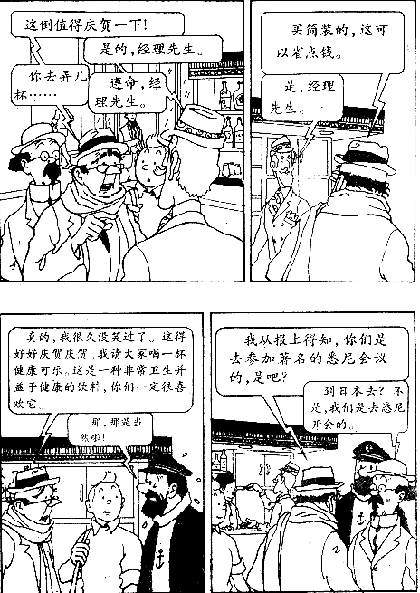 这倒值得庆贺一下!
是的,经理先生。
你去弄几
杯……
遵命,经
理先生。
买简装的,这可
以省点钱。
是,经理
先生。
真的,我很久没笑过了。这得
好好庆贺庆贺。我请大家喝一杯
健康可乐。这是一种非常卫生并
益于健康的饮料,你们一定很喜
欢它。
那、那是当
然啦!
我从报上得知,你们是
去参加著名的悉尼会议
的,是吧?
到日本去?不
是,我们是去悉尼
开会的。